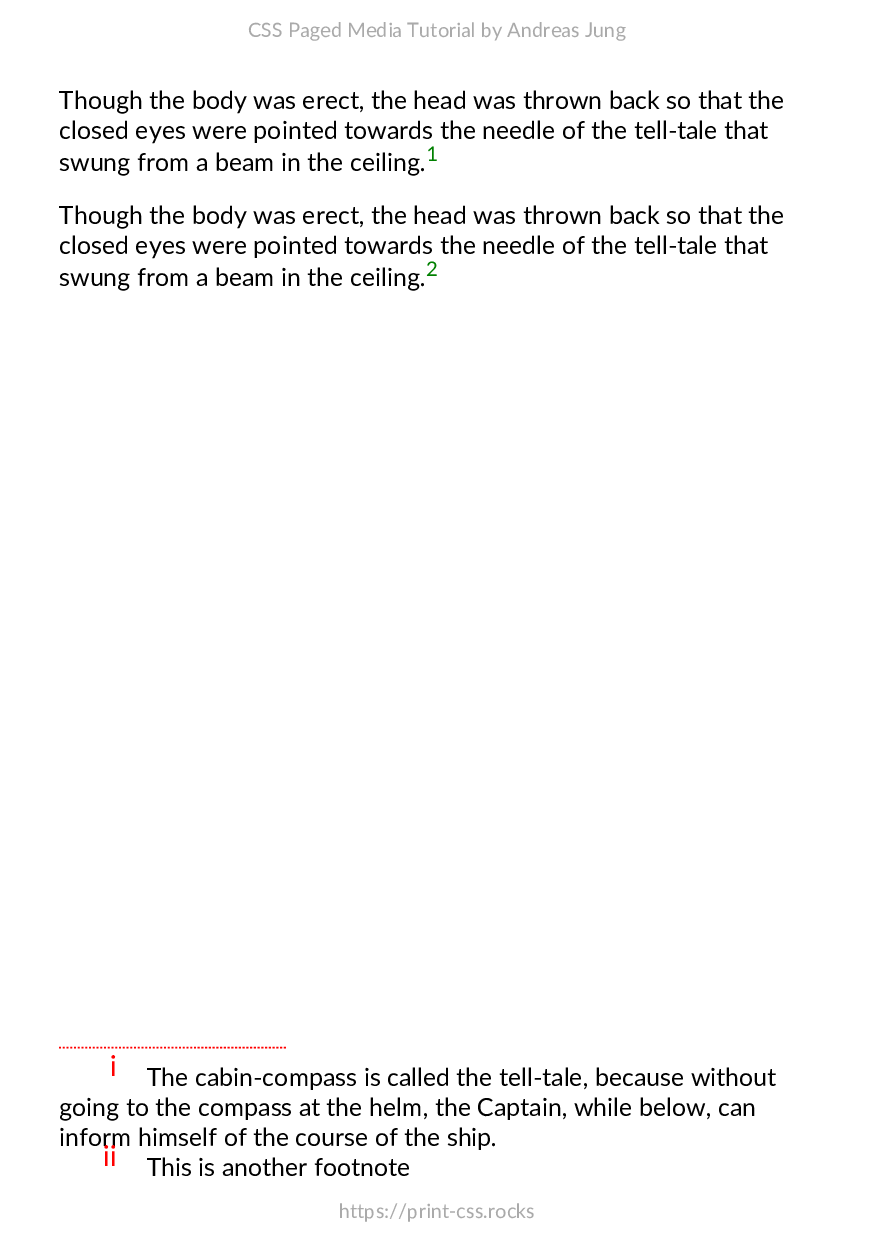 CSS Paged Media Tutorial by Andreas Jung
Though the body was erect, the head was thrown back so that the
closed eyes were pointed towards the needle of the tell-tale that
swung from a beam in the ceiling.1
Though the body was erect, the head was thrown back so that the
closed eyes were pointed towards the needle of the tell-tale that
swung from a beam in the ceiling.2
i The cabin-compass is called the tell-tale, because without
going to the compass at the helm, the Captain, while below, can
inform himself of the course of the ship.
ii This is another footnote
https://print-css.rocks